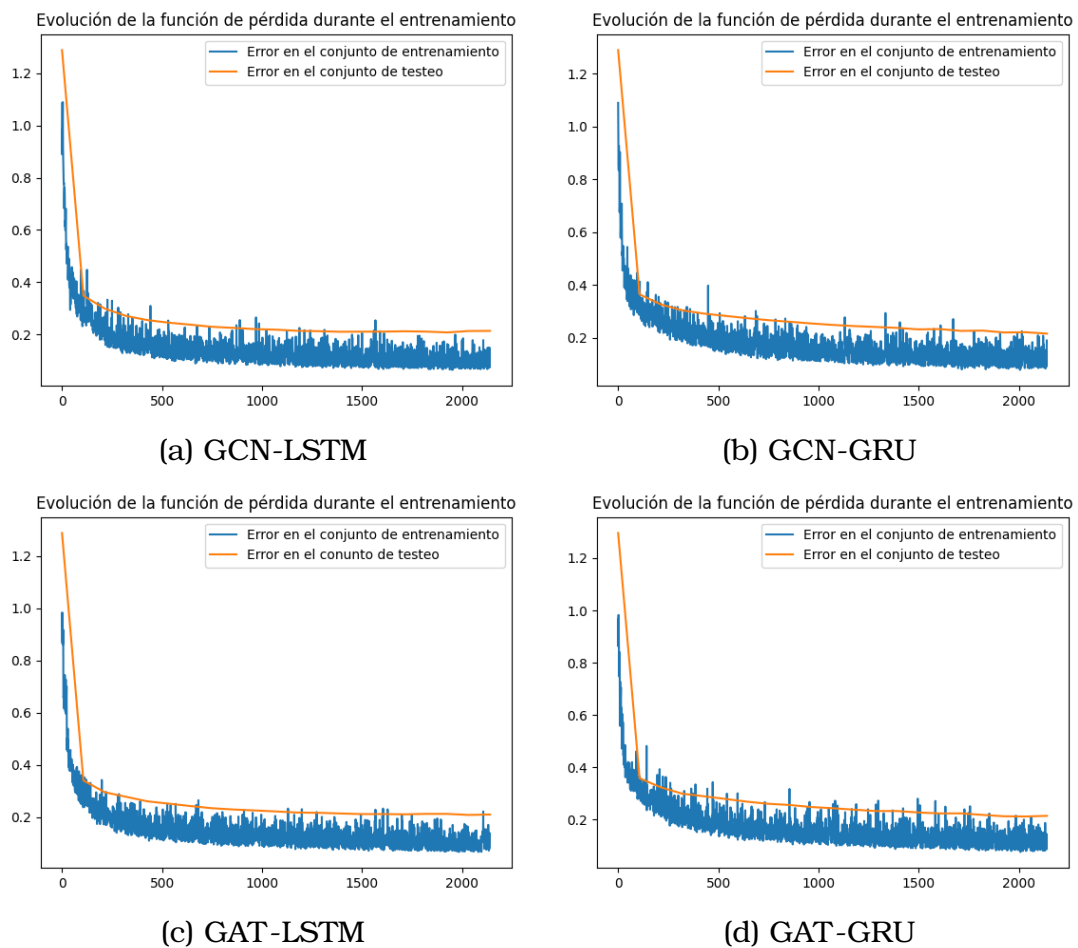 Evolución de la función de pérdida durante el entrenamiento
Error en el conjunto de entrenamiento
Error en el conjunto de testeo
1.2
1.0
0.8
0.6
0.4
0.2
0 500 1000 1500 2000
(a) GCN-LSTM
Evolución de la función de pérdida durante el entrenamiento
Error en el conjunto de entrenamiento
Error en el conjunto de testeo
1.2
1.0
0.8
0.6
0.4
0.2
0 500 1000 1500 2000
(b) GCN-GRU
Evolución de la función de pérdida durante el entrenamiento
Error en el conjunto de entrenamiento
Error en el conunto de testeo
1.2
1.0
0.8
0.6
0.4
0.2
0 500 1000 1500 2000
(c) GAT-LSTM
Evolución de la función de pérdida durante el entrenamiento
Error en el conjunto de entrenamiento
Error en el conjunto de testeo
1.2
1.0
0.8
0.6
0.4
0.2
0 500 1000 1500 2000
(d) GAT-GRU